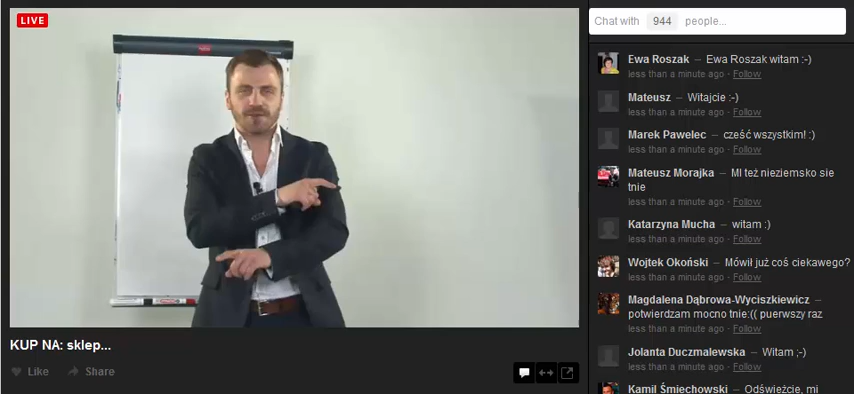 LIVE
KUP NA: sklep...
Like Share
Chat with 944 people...
Ewa Roszak – Ewa Roszak witam :-)
less than a minute ago · Follow
Mateusz – Witajcie :-)
less than a minute ago · Follow
Marek Pawelec – cześć wszystkim! :)
less than a minute ago · Follow
Mateusz Morajka – MI też nieziemsko sie
tnie
less than a minute ago · Follow
Katarzyna Mucha – witam :)
less than a minute ago · Follow
Wojtek Okoński – Mówił już coś ciekawego?
less than a minute ago · Follow
Magdalena Dąbrowa-Wyciszkiewicz –
potwierdzam mocno tnie:(( puerwszy raz
less than a minute ago · Follow
Jolanta Duczmalewska – Witam ;-)
less than a minute ago · Follow
Kamil Śmiechowski – Odświeżcie, mi